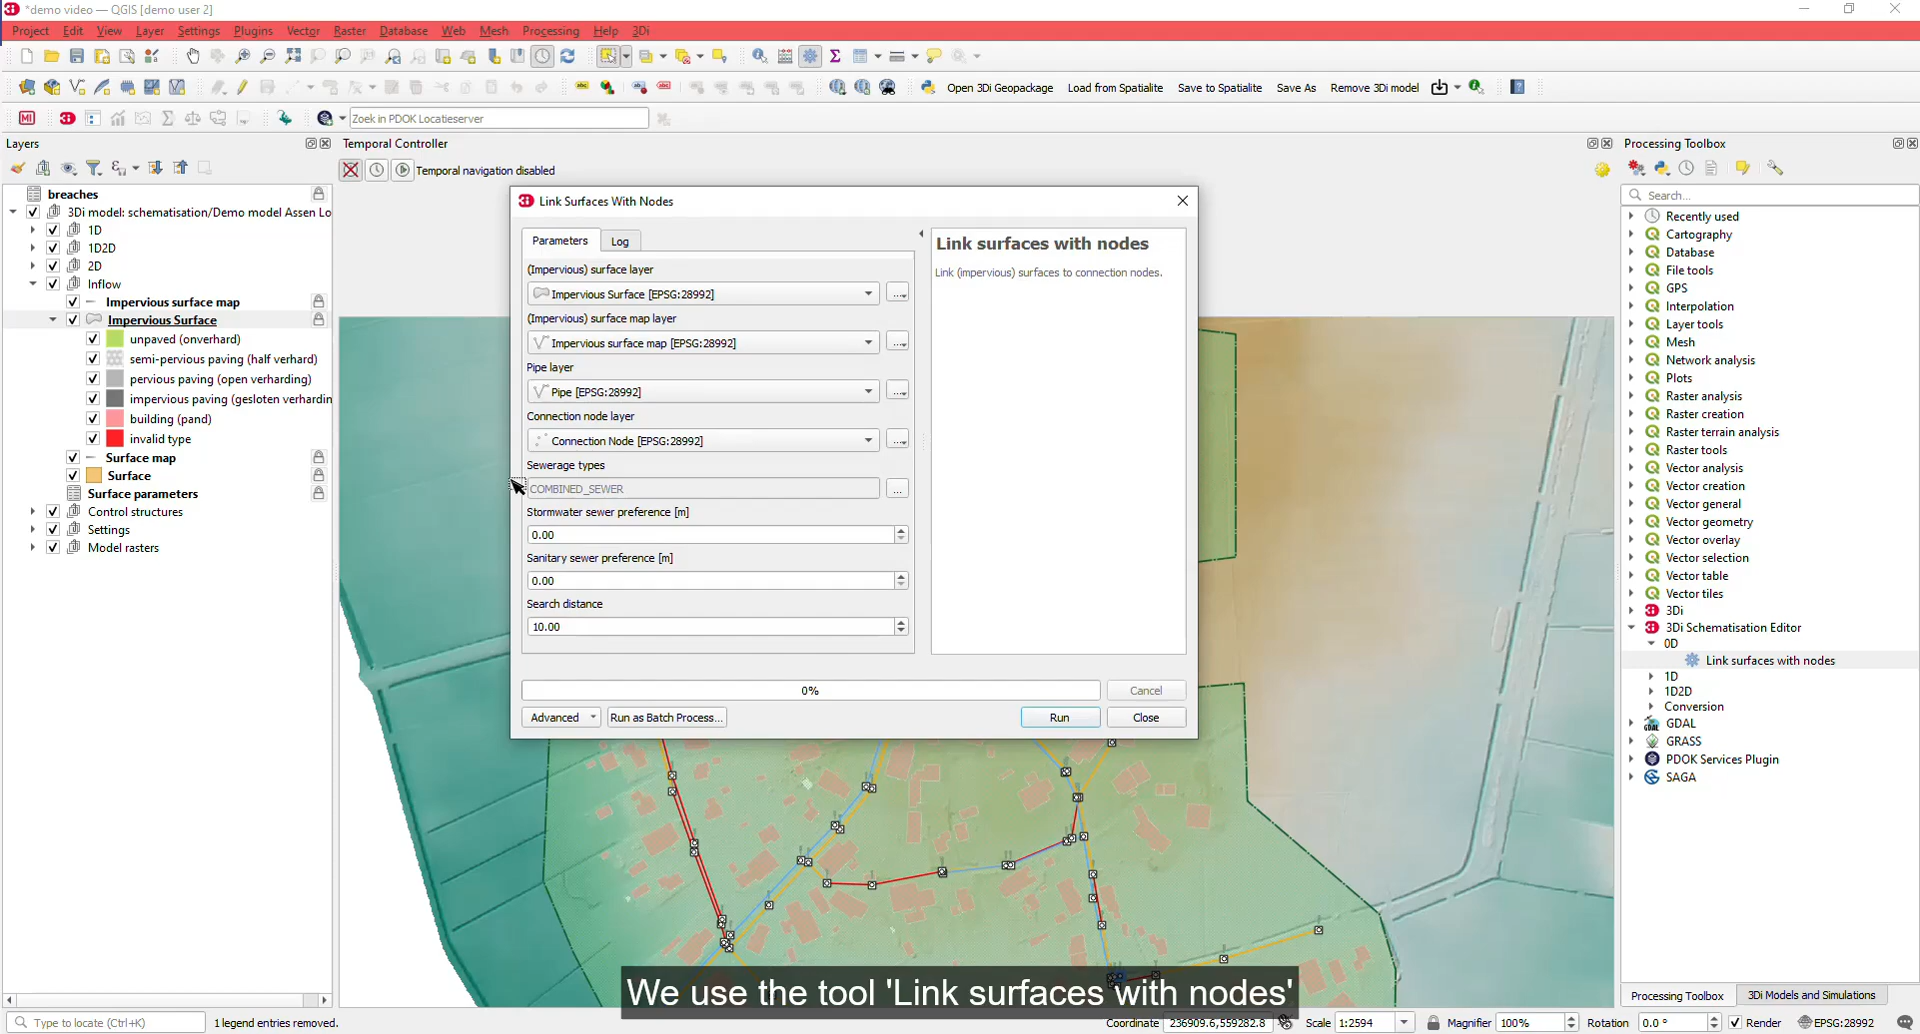 *demo video — QGIS [demo user 2]
Project Edit View Layer Settings Plugins Vector Raster Database Web Mesh Processing Help 3Di
Open 3Di Geopackage Load from Spatialite Save to Spatialite Save As Remove 3Di model
Zoek in PDOK Locatieserver
Layers
Temporal Controller
Processing Toolbox
Temporal navigation disabled
Search...
breaches
3Di model: schematisation/Demo model Assen Lo
1D
1D2D
2D
Inflow
Impervious surface map
Impervious Surface
unpaved (onverhard)
semi-pervious paving (half verhard)
pervious paving (open verharding)
impervious paving (gesloten verhardin
building (pand)
invalid type
Surface map
Surface
Surface parameters
Control structures
Settings
Model rasters
Link Surfaces With Nodes
Parameters Log
(Impervious) surface layer
Impervious Surface [EPSG:28992]
(Impervious) surface map layer
Impervious surface map [EPSG:28992]
Pipe layer
Pipe [EPSG:28992]
Connection node layer
Connection Node [EPSG:28992]
Sewerage types
COMBINED_SEWER
Stormwater sewer preference [m]
0.00
Sanitary sewer preference [m]
0.00
Search distance
10.00
Link surfaces with nodes
Link (impervious) surfaces to connection nodes.
0%
Cancel
Advanced Run as Batch Process... Run Close
Recently used
Cartography
Database
File tools
GPS
Interpolation
Layer tools
Mesh
Network analysis
Plots
Raster analysis
Raster creation
Raster terrain analysis
Raster tools
Vector analysis
Vector creation
Vector general
Vector geometry
Vector overlay
Vector selection
Vector table
Vector tiles
3Di
3Di Schematisation Editor
0D
Link surfaces with nodes
1D
1D2D
Conversion
GDAL
GRASS
PDOK Services Plugin
SAGA
We use the tool 'Link surfaces with nodes'
Processing Toolbox 3Di Models and Simulations
Type to locate (Ctrl+K) 1 legend entries removed. Coordinate 236909.6,559282.8 Scale 1:2594 Magnifier 100% Rotation 0.0 ° Render EPSG:28992